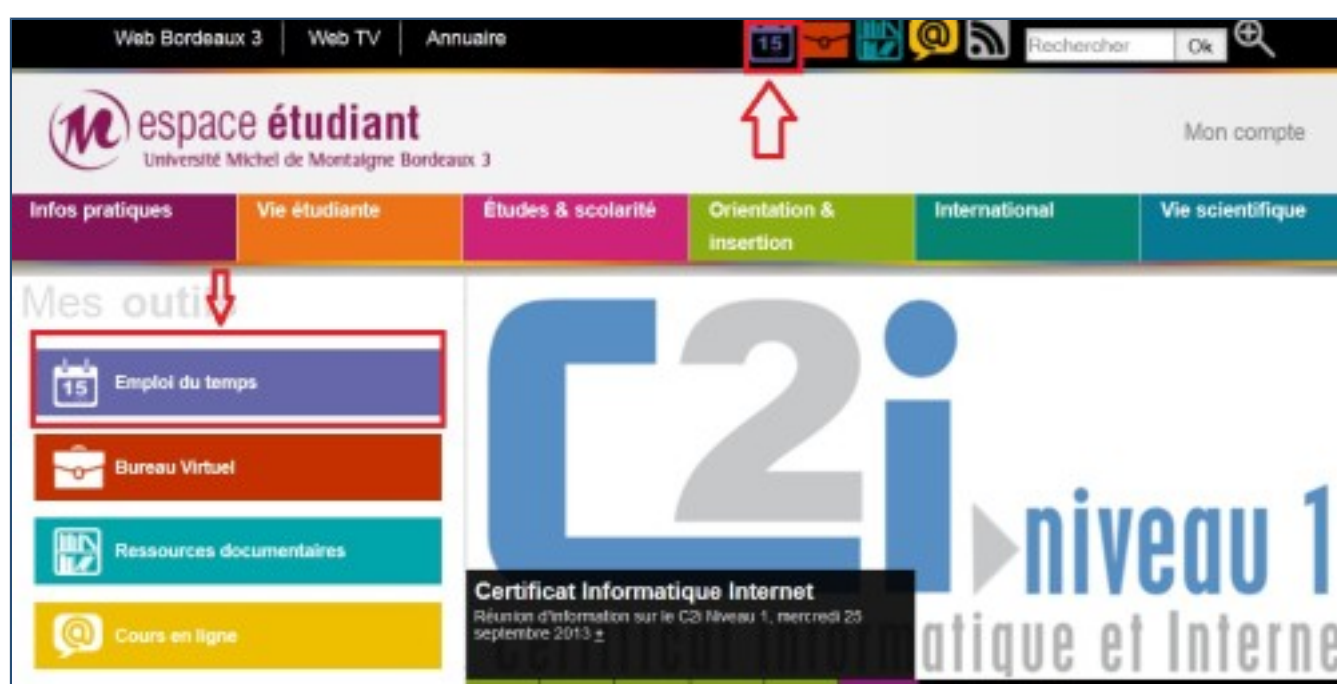 Web Bordeaux 3 Web TV Annuaire 15 Rechercher Ok
espace étudiant Mon compte
Université Michel de Montaigne Bordeaux 3
Infos pratiques Vie étudiante Études & scolarité Orientation & International Vie scientifique
insertion
Mes outils
15 Emploi du temps
Bureau Virtuel
Ressources documentaires
Cours en ligne
C2i
niveau 1
Certificat Informatique Internet
Réunion d'information sur le C2i Niveau 1, mercredi 25
septembre 2013 +